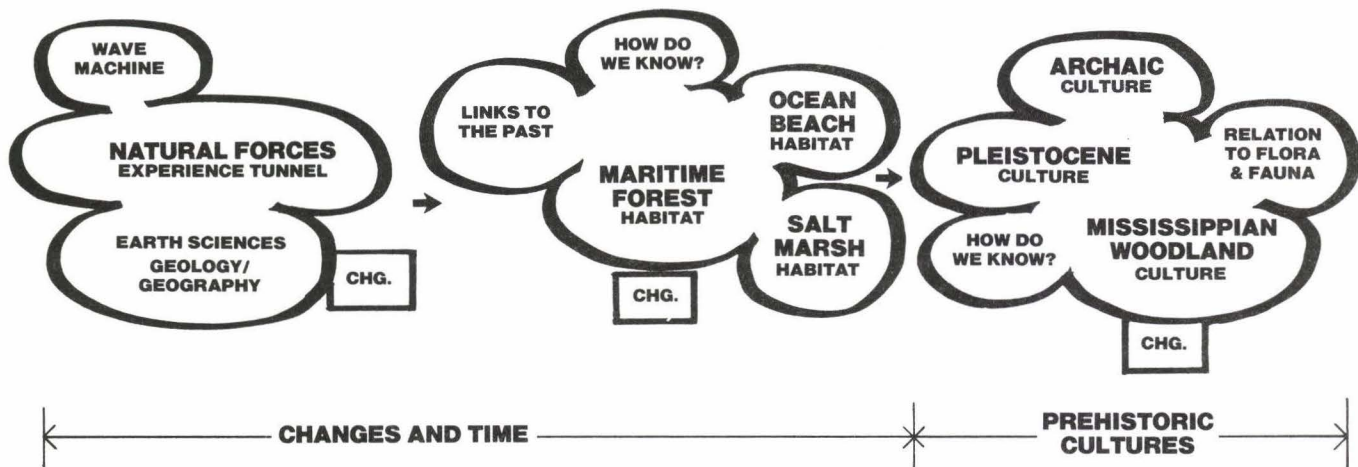 WAVE
MACHINE
NATURAL FORCES
EXPERIENCE TUNNEL
EARTH SCIENCES
GEOLOGY/
GEOGRAPHY
CHG.
HOW DO
WE KNOW?
LINKS TO
THE PAST
OCEAN
BEACH
HABITAT
MARITIME
FOREST
HABITAT
SALT
MARSH
HABITAT
CHG.
ARCHAIC
CULTURE
PLEISTOCENE
CULTURE
RELATION
TO FLORA
& FAUNA
HOW DO
WE KNOW?
MISSISSIPPIAN
WOODLAND
CULTURE
CHG.
CHANGES AND TIME
PREHISTORIC
CULTURES